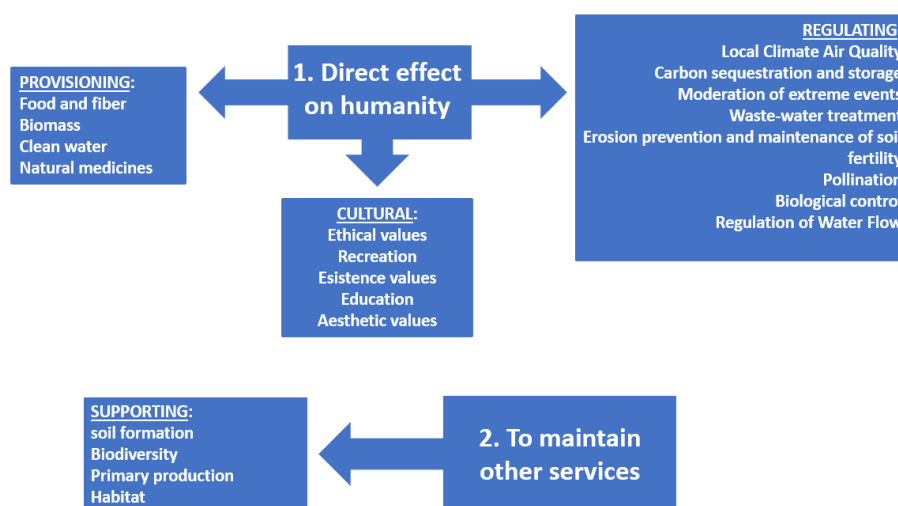 1. Direct effect
on humanity
PROVISIONING:
Food and fiber
Biomass
Clean water
Natural medicines
CULTURAL:
Ethical values
Recreation
Esistence values
Education
Aesthetic values
REGULATING
Local Climate Air Quality
Carbon sequestration and storage
Moderation of extreme events
Waste-water treatment
Erosion prevention and maintenance of soil
fertility
Pollination
Biological control
Regulation of Water Flow
2. To maintain
other services
SUPPORTING:
soil formation
Biodiversity
Primary production
Habitat